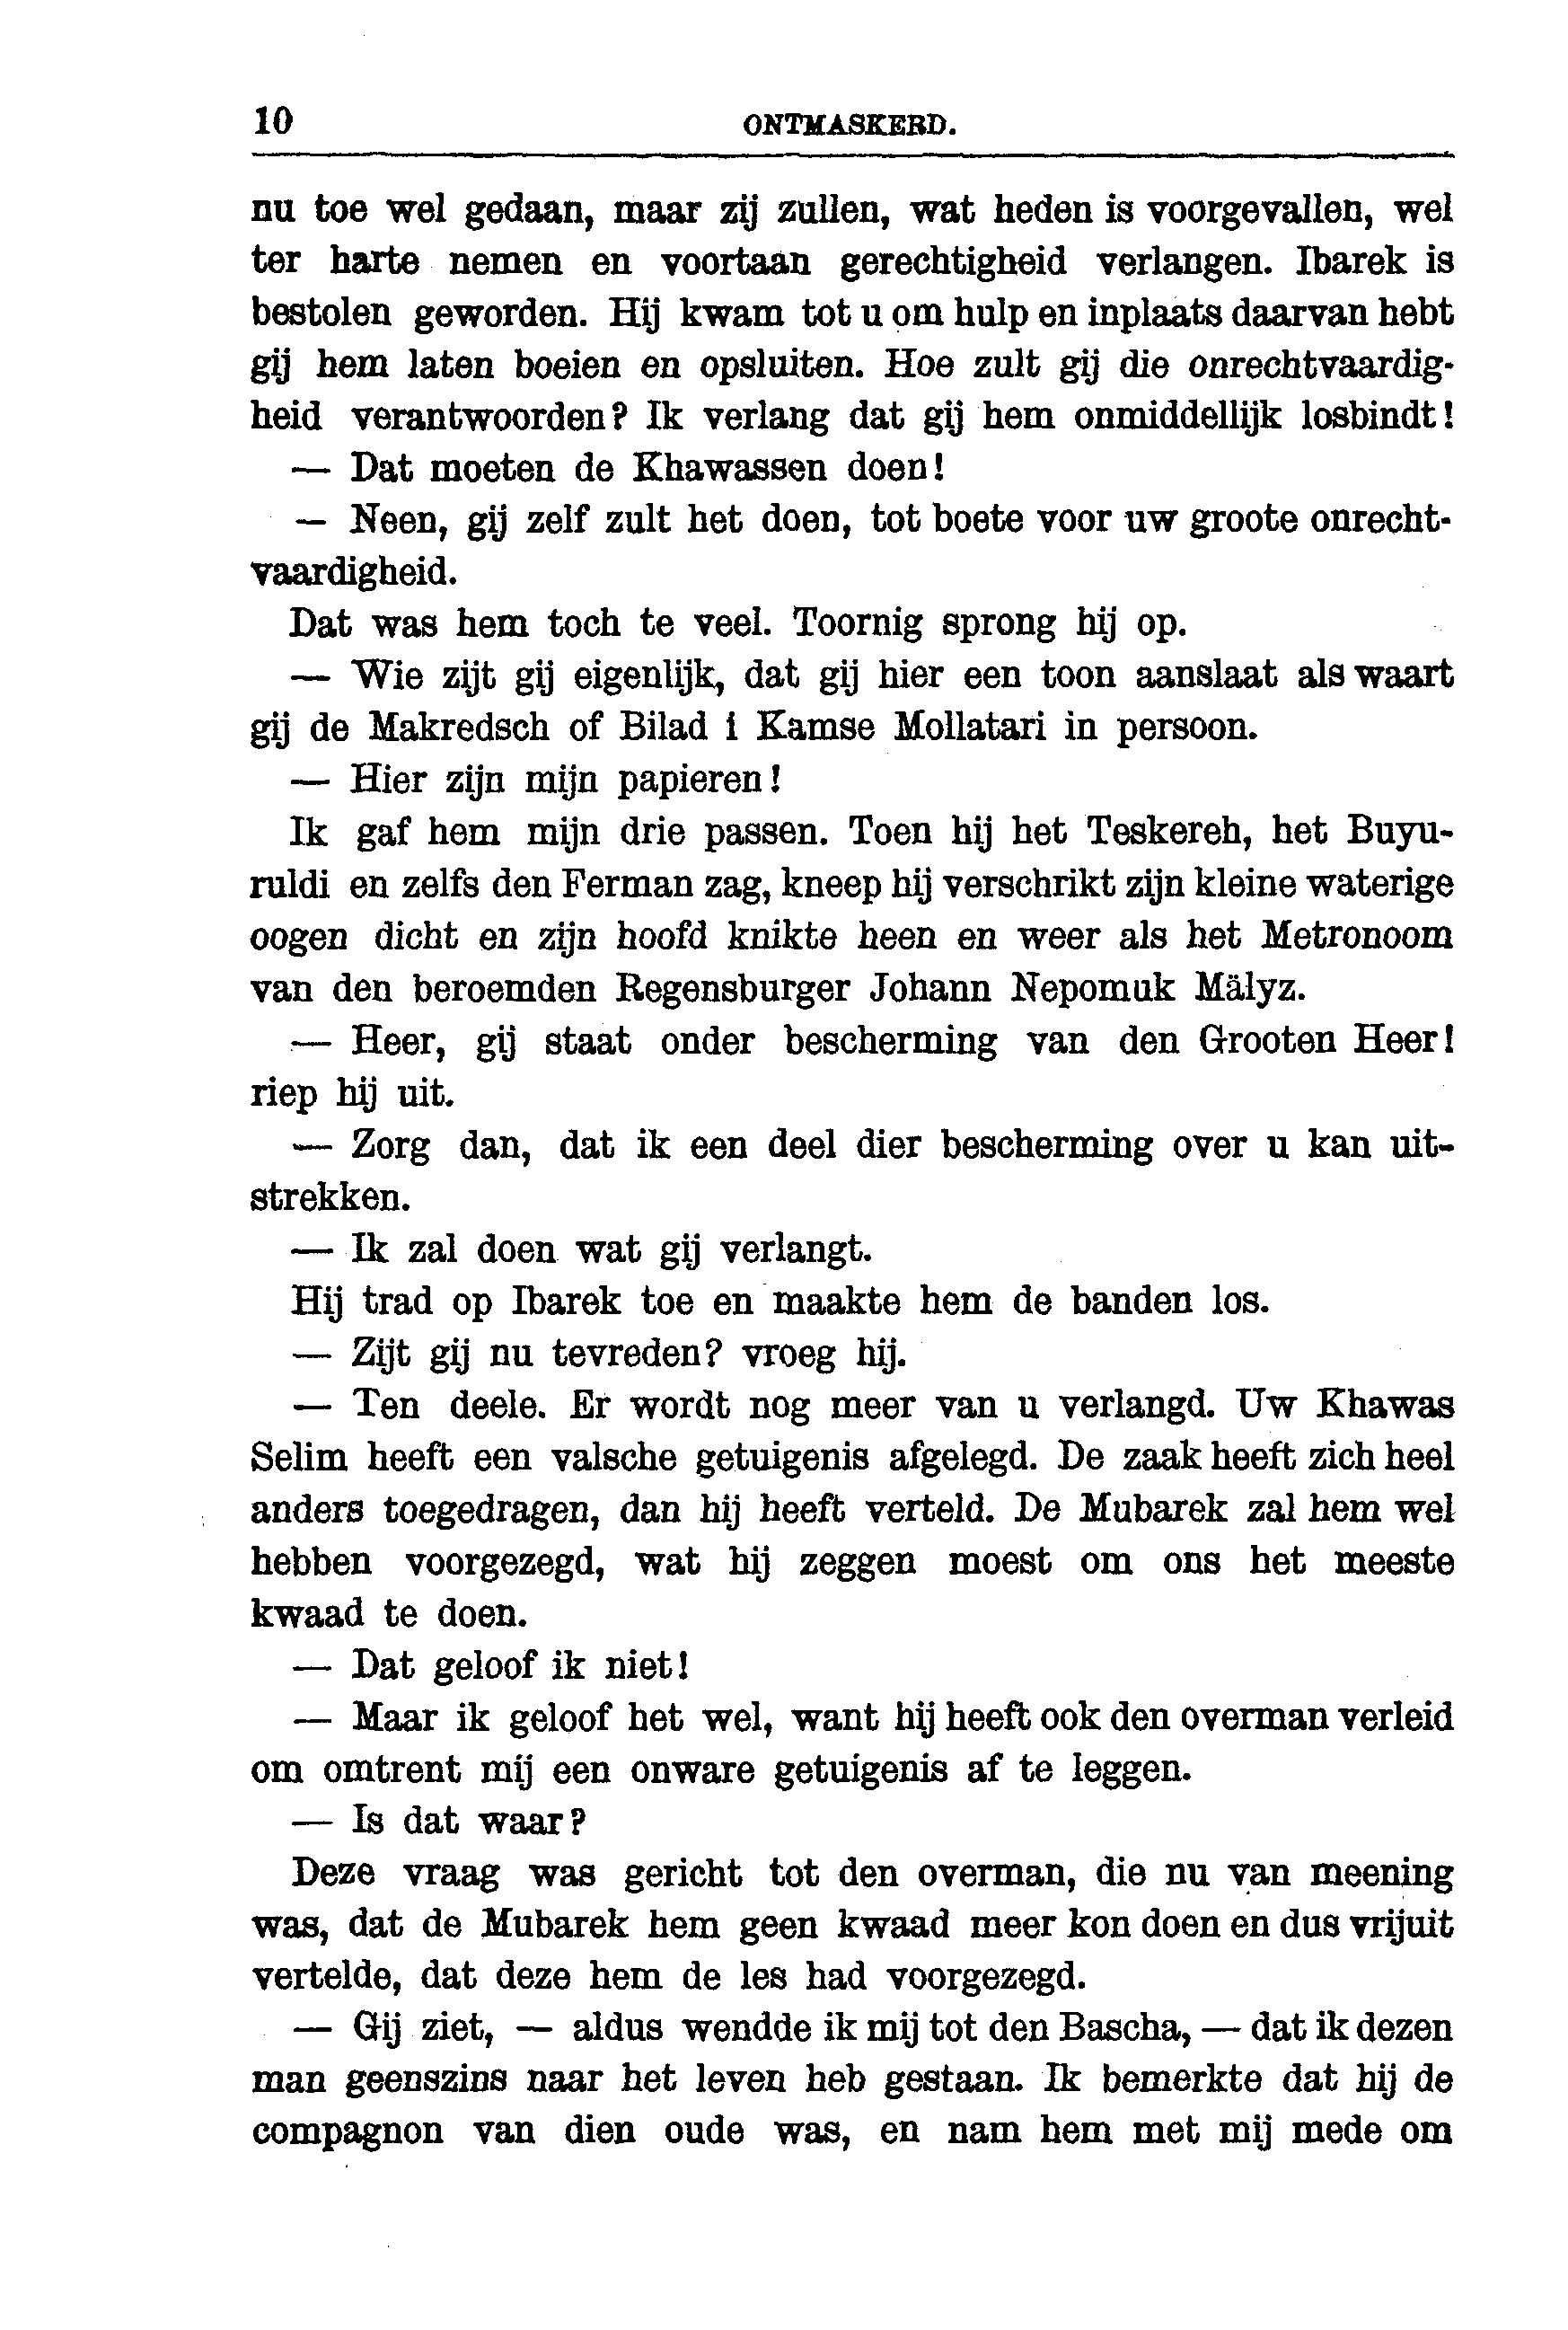 10 ONTMASKERD.
nu toe wel gedaan, maar zij zullen, wat heden is voorgevallen, wel
ter harte nemen en voortaan gerechtigheid verlangen. Ibarek is
bestolen geworden. Hij kwam tot u om hulp en inplaats daarvan hebt
gij hem laten boeien en opsluiten. Hoe zult gij die onrechtvaardig-
heid verantwoorden? Ik verlang dat gij hem onmiddellijk losbindt!
— Dat moeten de Khawassen doen!
— Neen, gij zelf zult het doen, tot boete voor uw groote onrecht-
vaardigheid.
Dat was hem toch te veel. Toornig sprong hij op.
— Wie zijt gij eigenlijk, dat gij hier een toon aanslaat als waart
gij de Makredsch of Bilad i Kamse Mollatari in persoon.
— Hier zijn mijn papieren!
Ik gaf hem mijn drie passen. Toen hij het Teskereh, het Buyu-
ruldi en zelfs den Ferman zag, kneep hij verschrikt zijn kleine waterige
oogen dicht en zijn hoofd knikte heen en weer als het Metronoom
van den beroemden Regensburger Johann Nepomuk Mälyz.
— Heer, gij staat onder bescherming van den Grooten Heer!
riep hij uit.
— Zorg dan, dat ik een deel dier bescherming over u kan uit-
strekken.
— Ik zal doen wat gij verlangt.
Hij trad op Ibarek toe en maakte hem de banden los.
— Zijt gij nu tevreden? vroeg hij.
— Ten deele. Er wordt nog meer van u verlangd. Uw Khawas
Selim heeft een valsche getuigenis afgelegd. De zaak heeft zich heel
anders toegedragen, dan hij heeft verteld. De Mubarek zal hem wel
hebben voorgezegd, wat hij zeggen moest om ons het meeste
kwaad te doen.
— Dat geloof ik niet!
— Maar ik geloof het wel, want hij heeft ook den overman verleid
om omtrent mij een onware getuigenis af te leggen.
— Is dat waar?
Deze vraag was gericht tot den overman, die nu van meening
was, dat de Mubarek hem geen kwaad meer kon doen en dus vrijuit
vertelde, dat deze hem de les had voorgezegd.
— Gij ziet, — aldus wendde ik mij tot den Bascha, — dat ik dezen
man geenszins naar het leven heb gestaan. Ik bemerkte dat hij de
compagnon van dien oude was, en nam hem met mij mede om